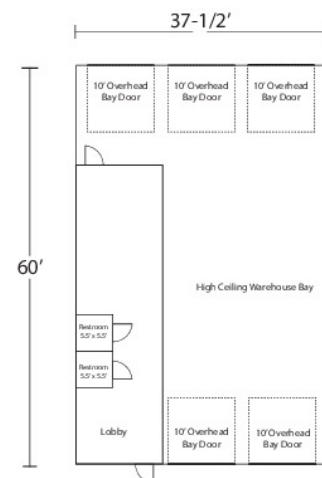 37-1/2'
10' Overhead
Bay Door
10' Overhead
Bay Door
10' Overhead
Bay Door
60'
High Ceilling Warehouse Bay
Restroom
5.5' x 5.5'
Restroom
5.5' x 5.5'
Lobby
10' Overhead
Bay Door
10' Overhead
Bay Door